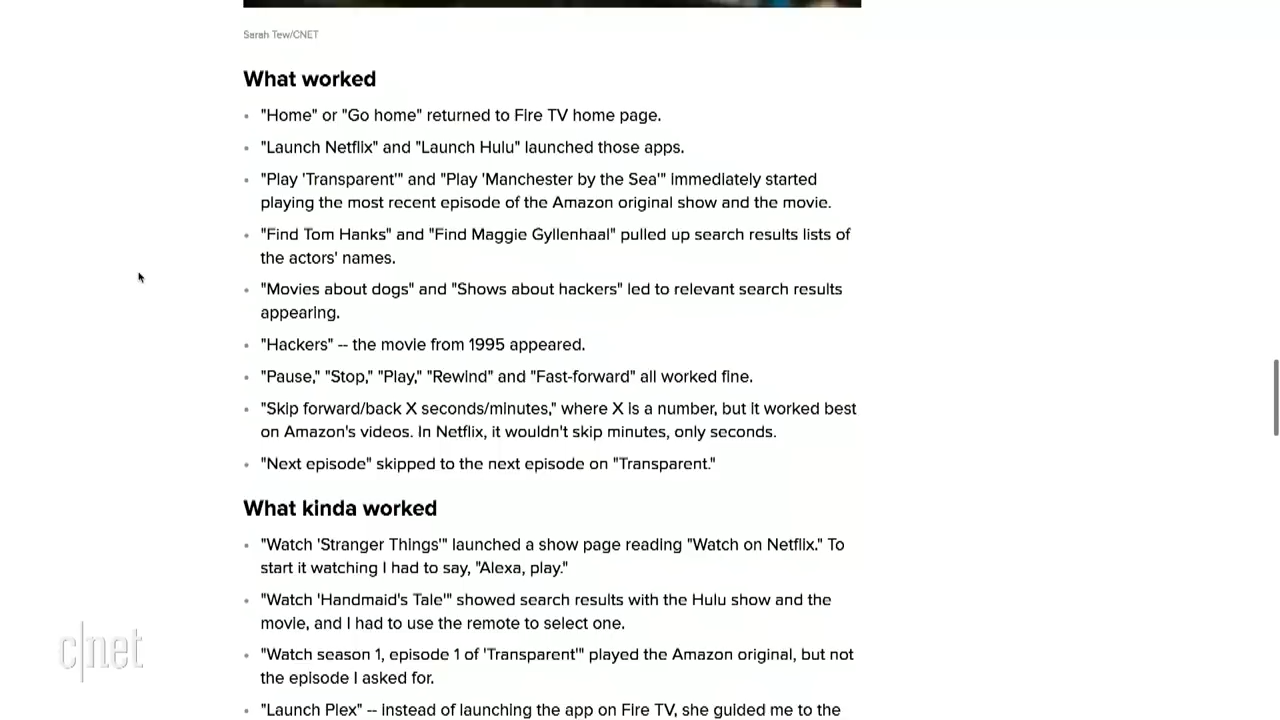 Sarah Tew/CNET
What worked
• "Home" or "Go home" returned to Fire TV home page.
• "Launch Netflix" and "Launch Hulu" launched those apps.
• "Play 'Transparent'" and "Play 'Manchester by the Sea'" immediately started
playing the most recent episode of the Amazon original show and the movie.
• "Find Tom Hanks" and "Find Maggie Gyllenhaal" pulled up search results lists of
the actors' names.
• "Movies about dogs" and "Shows about hackers" led to relevant search results
appearing.
• "Hackers" -- the movie from 1995 appeared.
• "Pause," "Stop," "Play," "Rewind" and "Fast-forward" all worked fine.
• "Skip forward/back X seconds/minutes," where X is a number, but it worked best
on Amazon's videos. In Netflix, it wouldn't skip minutes, only seconds.
• "Next episode" skipped to the next episode on "Transparent."
What kinda worked
• "Watch 'Stranger Things'" launched a show page reading "Watch on Netflix." To
start it watching I had to say, "Alexa, play."
• "Watch 'Handmaid's Tale'" showed search results with the Hulu show and the
movie, and I had to use the remote to select one.
• "Watch season 1, episode 1 of 'Transparent'" played the Amazon original, but not
the episode I asked for.
• "Launch Plex" -- instead of launching the app on Fire TV, she guided me to the
c|net